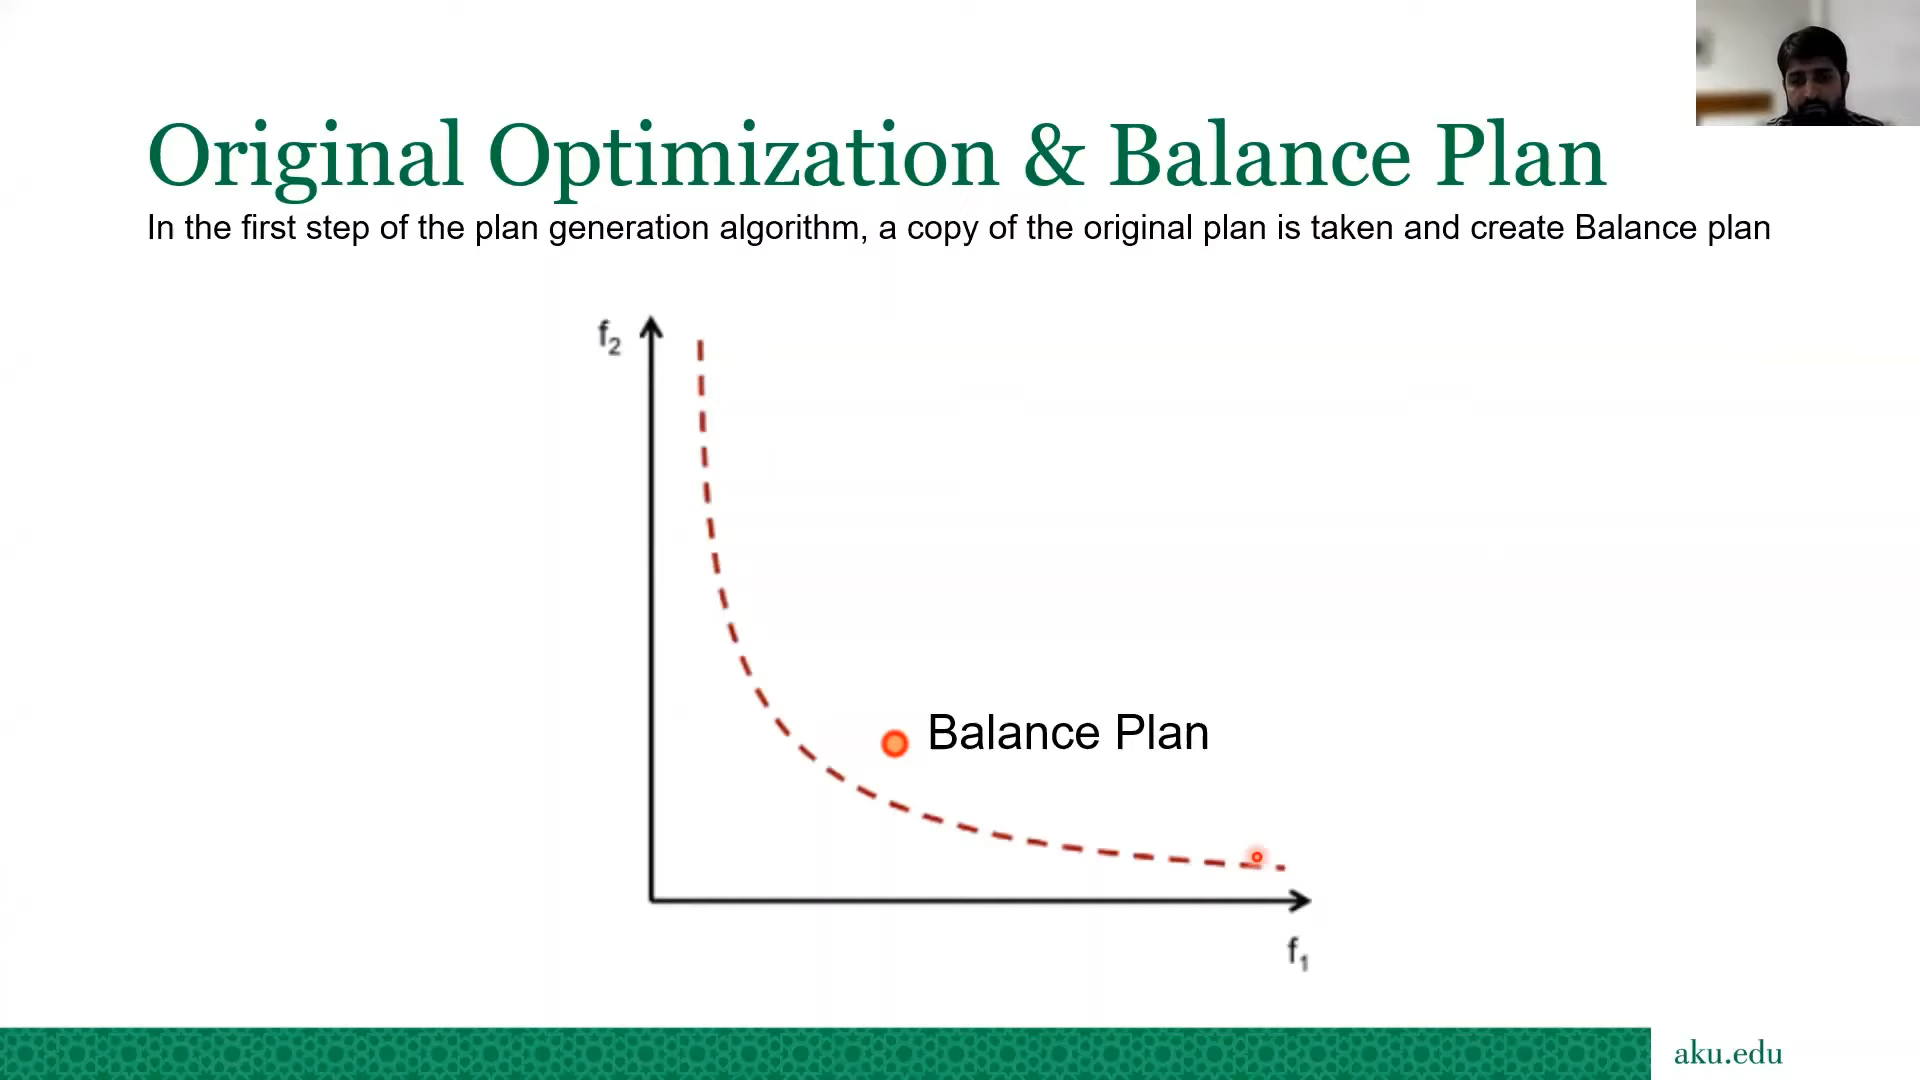 Original Optimization & Balance Plan
In the first step of the plan generation algorithm, a copy of the original plan is taken and create Balance plan
f₂
Balance Plan
f₁
aku.edu